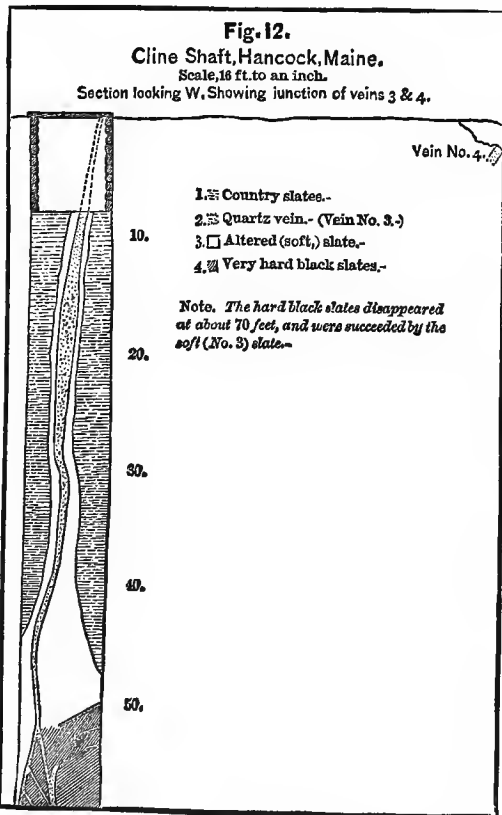 Fig. 12.
Cline Shaft, Hancock, Maine.
Scale, 16 ft. to an inch.
Section looking W. Showing junction of veins 3 & 4.
Vein No. 4.
1. Country slates.-
2. Quartz vein.- (Vein No. 3.-)
3. Altered (soft,) slate.-
4. Very hard black slates.-
Note. The hard black slates disappeared
at about 70 feet, and were succeeded by the
soft (No. 3) slate.-
10.
20.
30.
40.
50.